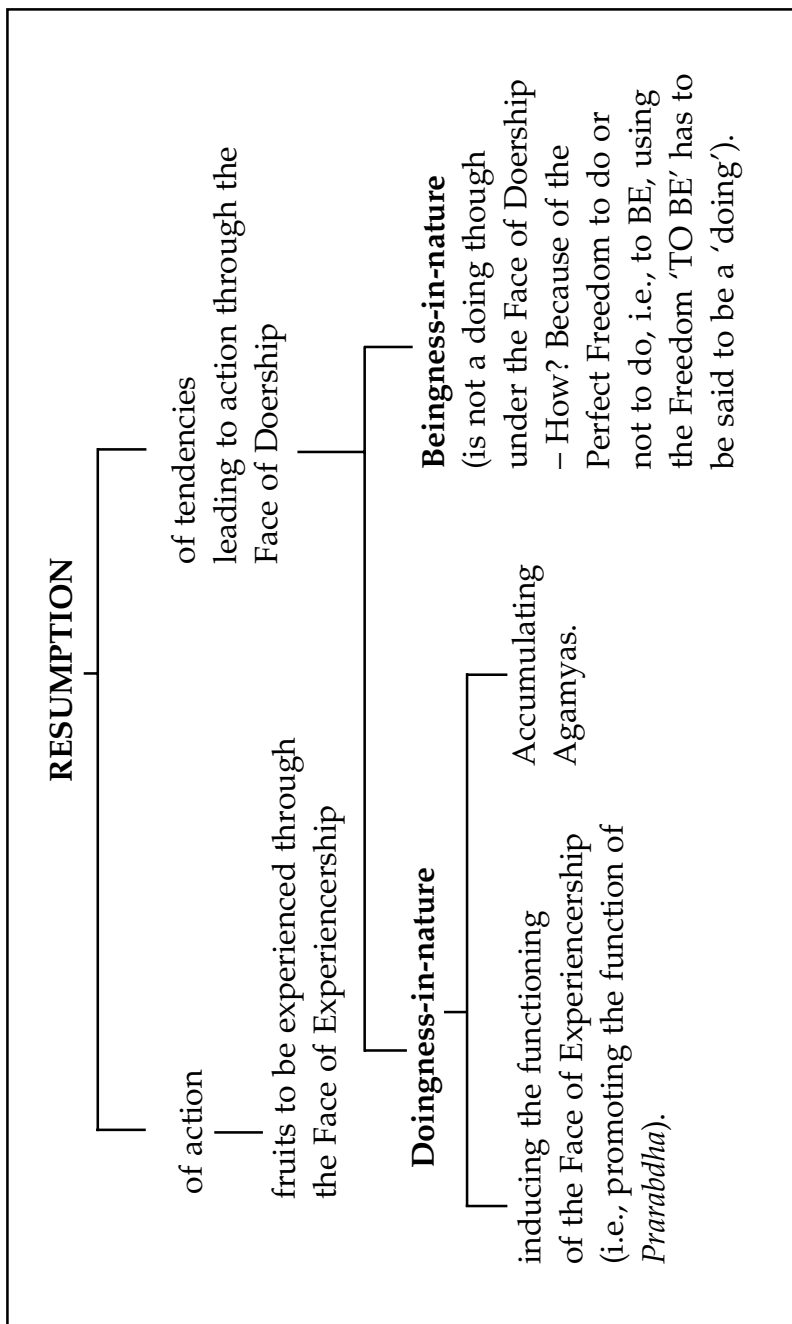 RESUMPTION
of action
fruits to be experienced through
the Face of Experiencership
of tendencies
leading to action through the
Face of Doership
Doingness-in-nature
inducing the functioning
of the Face of Experiencership
(i.e., promoting the function of
Prarabdha).
Accumulating
Agamyas.
Beingness-in-nature
(is not a doing though
under the Face of Doership
– How? Because of the
Perfect Freedom to do or
not to do, i.e., to BE, using
the Freedom ‘TO BE’ has to
be said to be a ‘doing’).